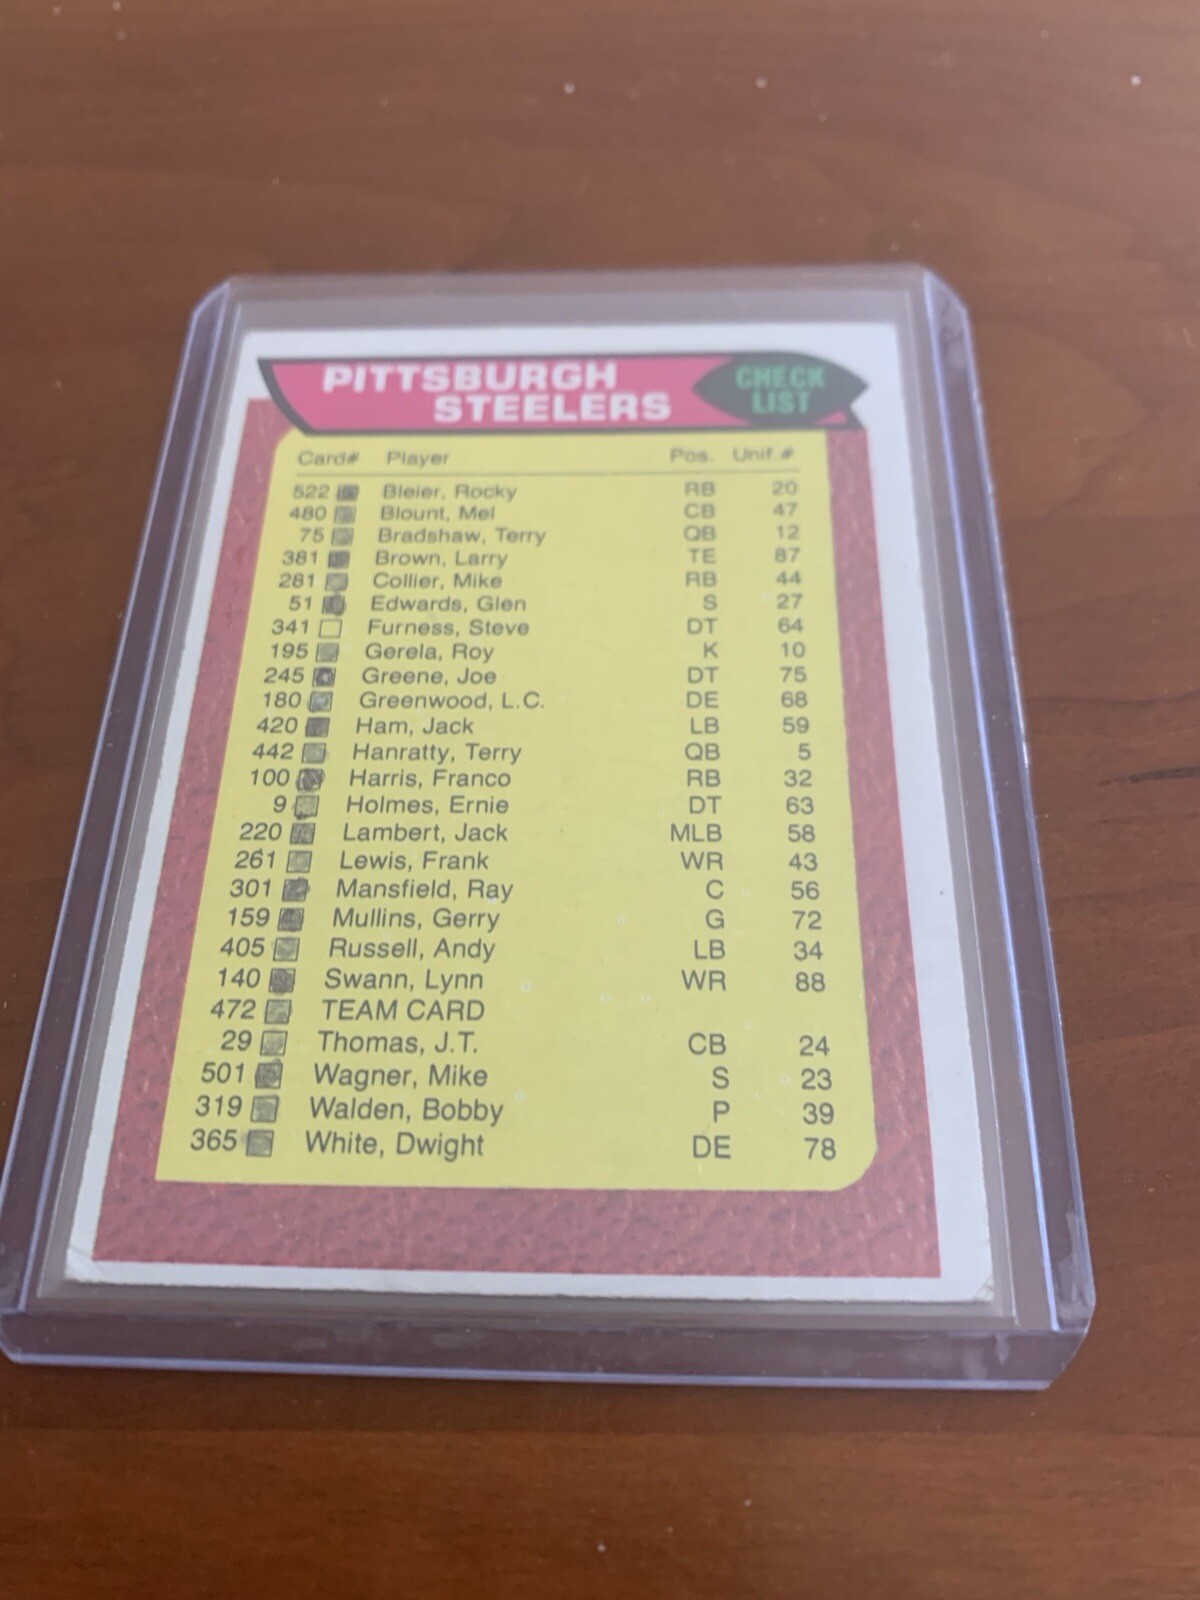 PITTSBURGH
STEELERS
CHECK
LIST
Card# Player Pos. Unif.#
522 Bleier, Rocky RB 20
480 Blount, Mel CB 47
75 Bradshaw, Terry QB 12
381 Brown, Larry TE 87
281 Collier, Mike RB 44
51 Edwards, Glen S 27
341 Furness, Steve DT 64
195 Gerela, Roy K 10
245 Greene, Joe DT 75
180 Greenwood, L.C. DE 68
420 Ham, Jack LB 59
442 Hanratty, Terry QB 5
100 Harris, Franco RB 32
9 Holmes, Ernie DT 63
220 Lambert, Jack MLB 58
261 Lewis, Frank WR 43
301 Mansfield, Ray C 56
159 Mullins, Gerry G 72
405 Russell, Andy LB 34
140 Swann, Lynn WR 88
472 TEAM CARD
29 Thomas, J.T. CB 24
501 Wagner, Mike S 23
319 Walden, Bobby P 39
365 White, Dwight DE 78